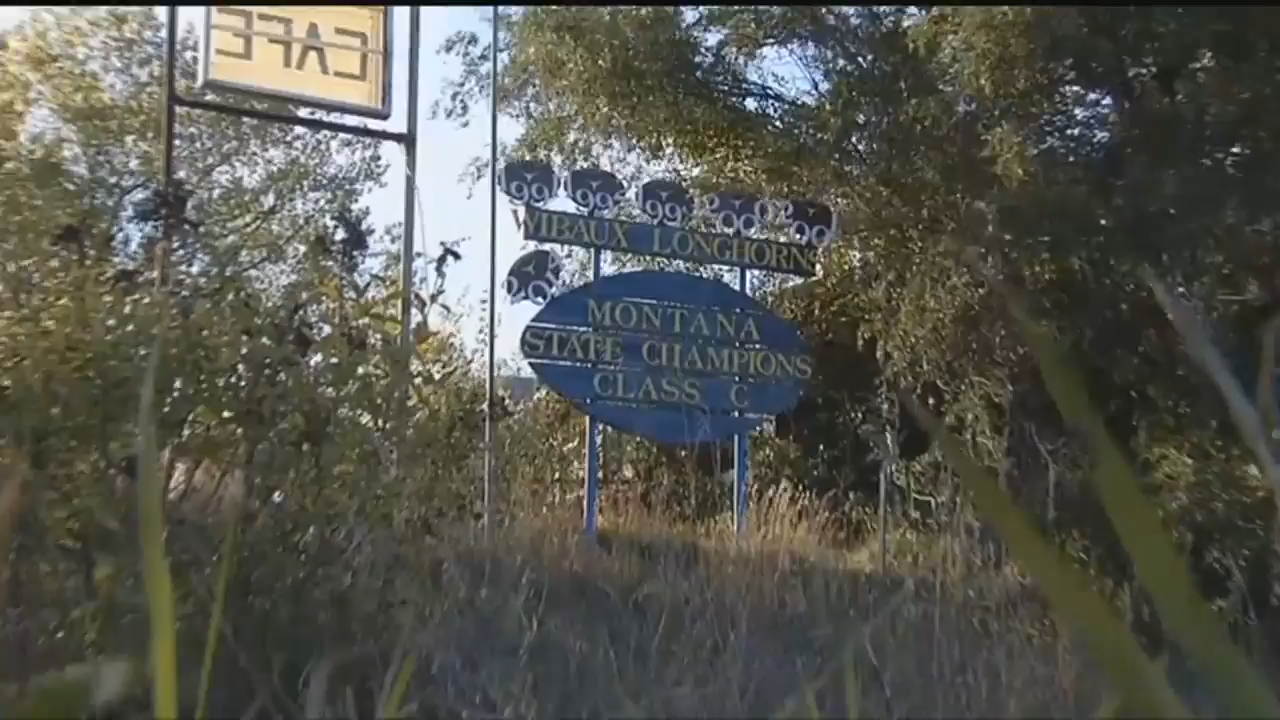 CAFE
WIBAUX LONGHORNS
MONTANA
STATE CHAMPIONS
CLASS C